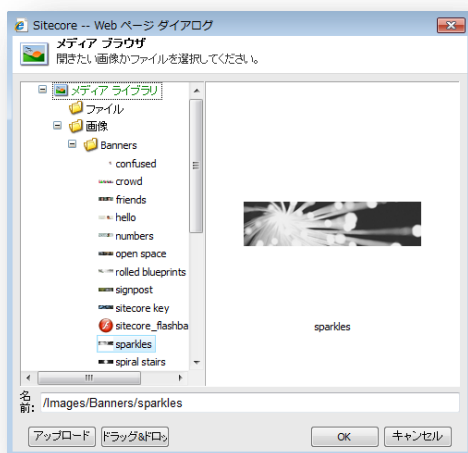 Sitecore -- Web ページ ダイアログ
メディア ブラウザ
開きたい画像かファイルを選択してください。
メディア ライブラリ
ファイル
画像
Banners
confused
crowd
friends
hello
numbers
open space
rolled blueprints
signpost
sitecore key
sitecore_flashba
sparkles
spiral stairs
sparkles
名前: /Images/Banners/sparkles
アップロード ドラッグ&ドロッ OK キャンセル